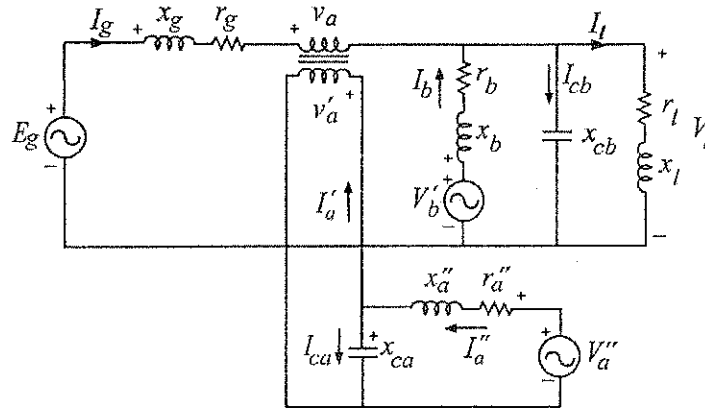 I_g
+ x_g r_g
+ v_a
I_l
+
v'_a +
I_b r_b
I_cb
r_l
+
E_g
−
x_b
x_cb
V
x_l
I'_a
+ +
V'_b
−
−
x''_a r''_a +
I_ca + x_ca
I''_a
+
V''_a
−